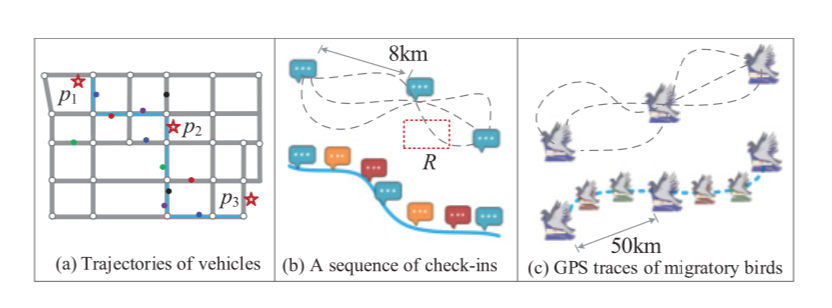 p1
p2
p3
(a) Trajectories of vehicles
8km
R
(b) A sequence of check-ins
50km
(c) GPS traces of migratory birds